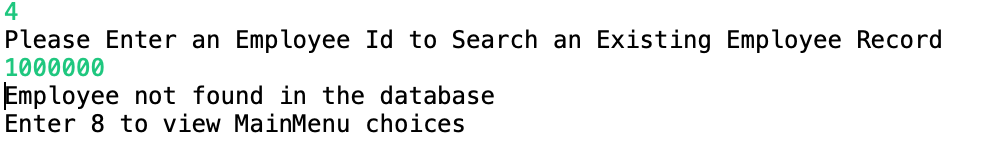 4
Please Enter an Employee Id to Search an Existing Employee Record
1000000
Employee not found in the database
Enter 8 to view MainMenu choices